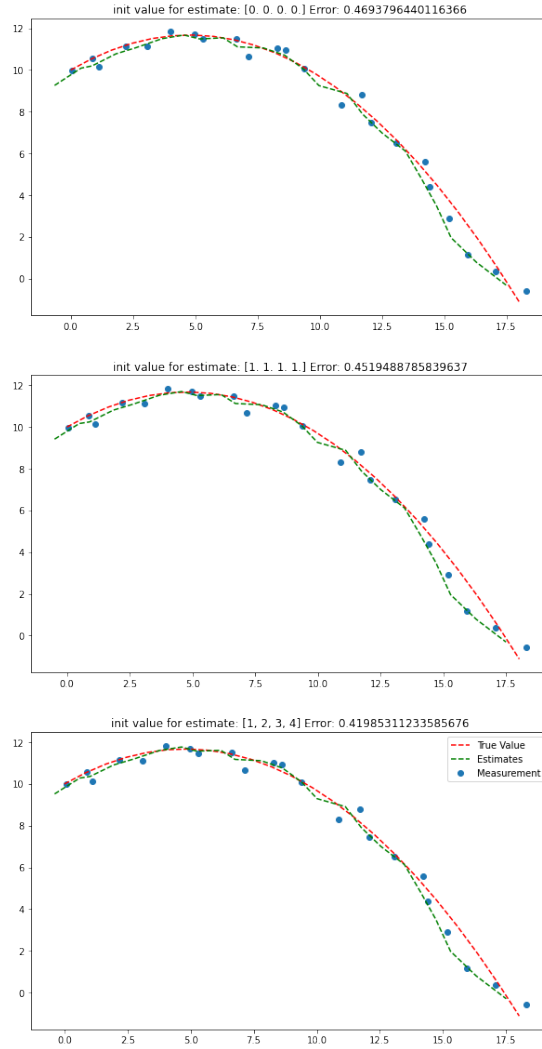 init value for estimate: [0. 0. 0. 0.] Error: 0.4693796440116366
12
10
8
6
4
2
0
0.0 2.5 5.0 7.5 10.0 12.5 15.0 17.5
init value for estimate: [1. 1. 1. 1.] Error: 0.4519488785839637
12
10
8
6
4
2
0
0.0 2.5 5.0 7.5 10.0 12.5 15.0 17.5
init value for estimate: [1, 2, 3, 4] Error: 0.41985311233585676
True Value
Estimates
Measurement
12
10
8
6
4
2
0
0.0 2.5 5.0 7.5 10.0 12.5 15.0 17.5